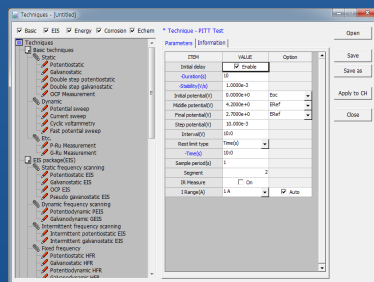 Techniques - [Untitled]
Basic EIS Energy Corrosion Echem
Techniques
Basic techniques
Static
Potentiostatic
Galvanostatic
Double step potentostatic
Double step galvanostatic
OCP Measurement
Dynamic
Potential sweep
Current sweep
Cyclic voltammetry
Fast potential sweep
Etc.
P-Ru Measurement
G-Ru Measurement
EIS package(EIS)
Static frequency scanning
Potentiostatic EIS
Galvanostatic EIS
OCP EIS
Pseudo gavanostatic EIS
Dynamic frequency scanning
Potentiodynamic PEIS
Galvanodynamic GEIS
Intermittent frequency scanning
Intermittent potentiostatic EIS
Intermittent galvanostatic EIS
Fixed frequency
Potentiostatic HFR
Galvanostatic HFR
Potentiodynamic HFR
Galvanodynamic HFR
* Technique - PITT Test
Parameters Information
ITEM VALUE Option
Initial delay Enable
-Duration(s) 10
-Stability(V/s) 1.0000e-3
Initial potential(V) 0.0000e+0 Eoc
Middle potential(V) 4.2000e+0 ERef
Final potential(V) 2.7000e+0 ERef
Step potential(V) 10.000e-3
Interval(V) 10:0
Rest limit type Time(s)
-Time(s) 10:0
Sample period(s) 1
Segment 2
IR Measure On
I Range(A) 1 A Auto
Open
Save
Save as
Apply to CH
Close